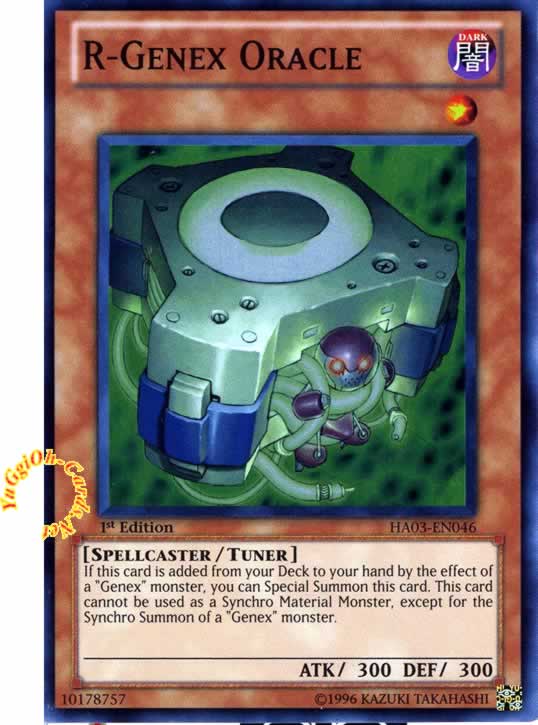 R-Genex Oracle
DARK
闇
YuGgiOh-Cards.Net
1st Edition
HA03-EN046
[Spellcaster / Tuner]
If this card is added from your Deck to your hand by the effect of
a "Genex" monster, you can Special Summon this card. This card
cannot be used as a Synchro Material Monster, except for the
Synchro Summon of a "Genex" monster.
ATK/ 300 DEF/ 300
10178757
©1996 KAZUKI TAKAHASHI